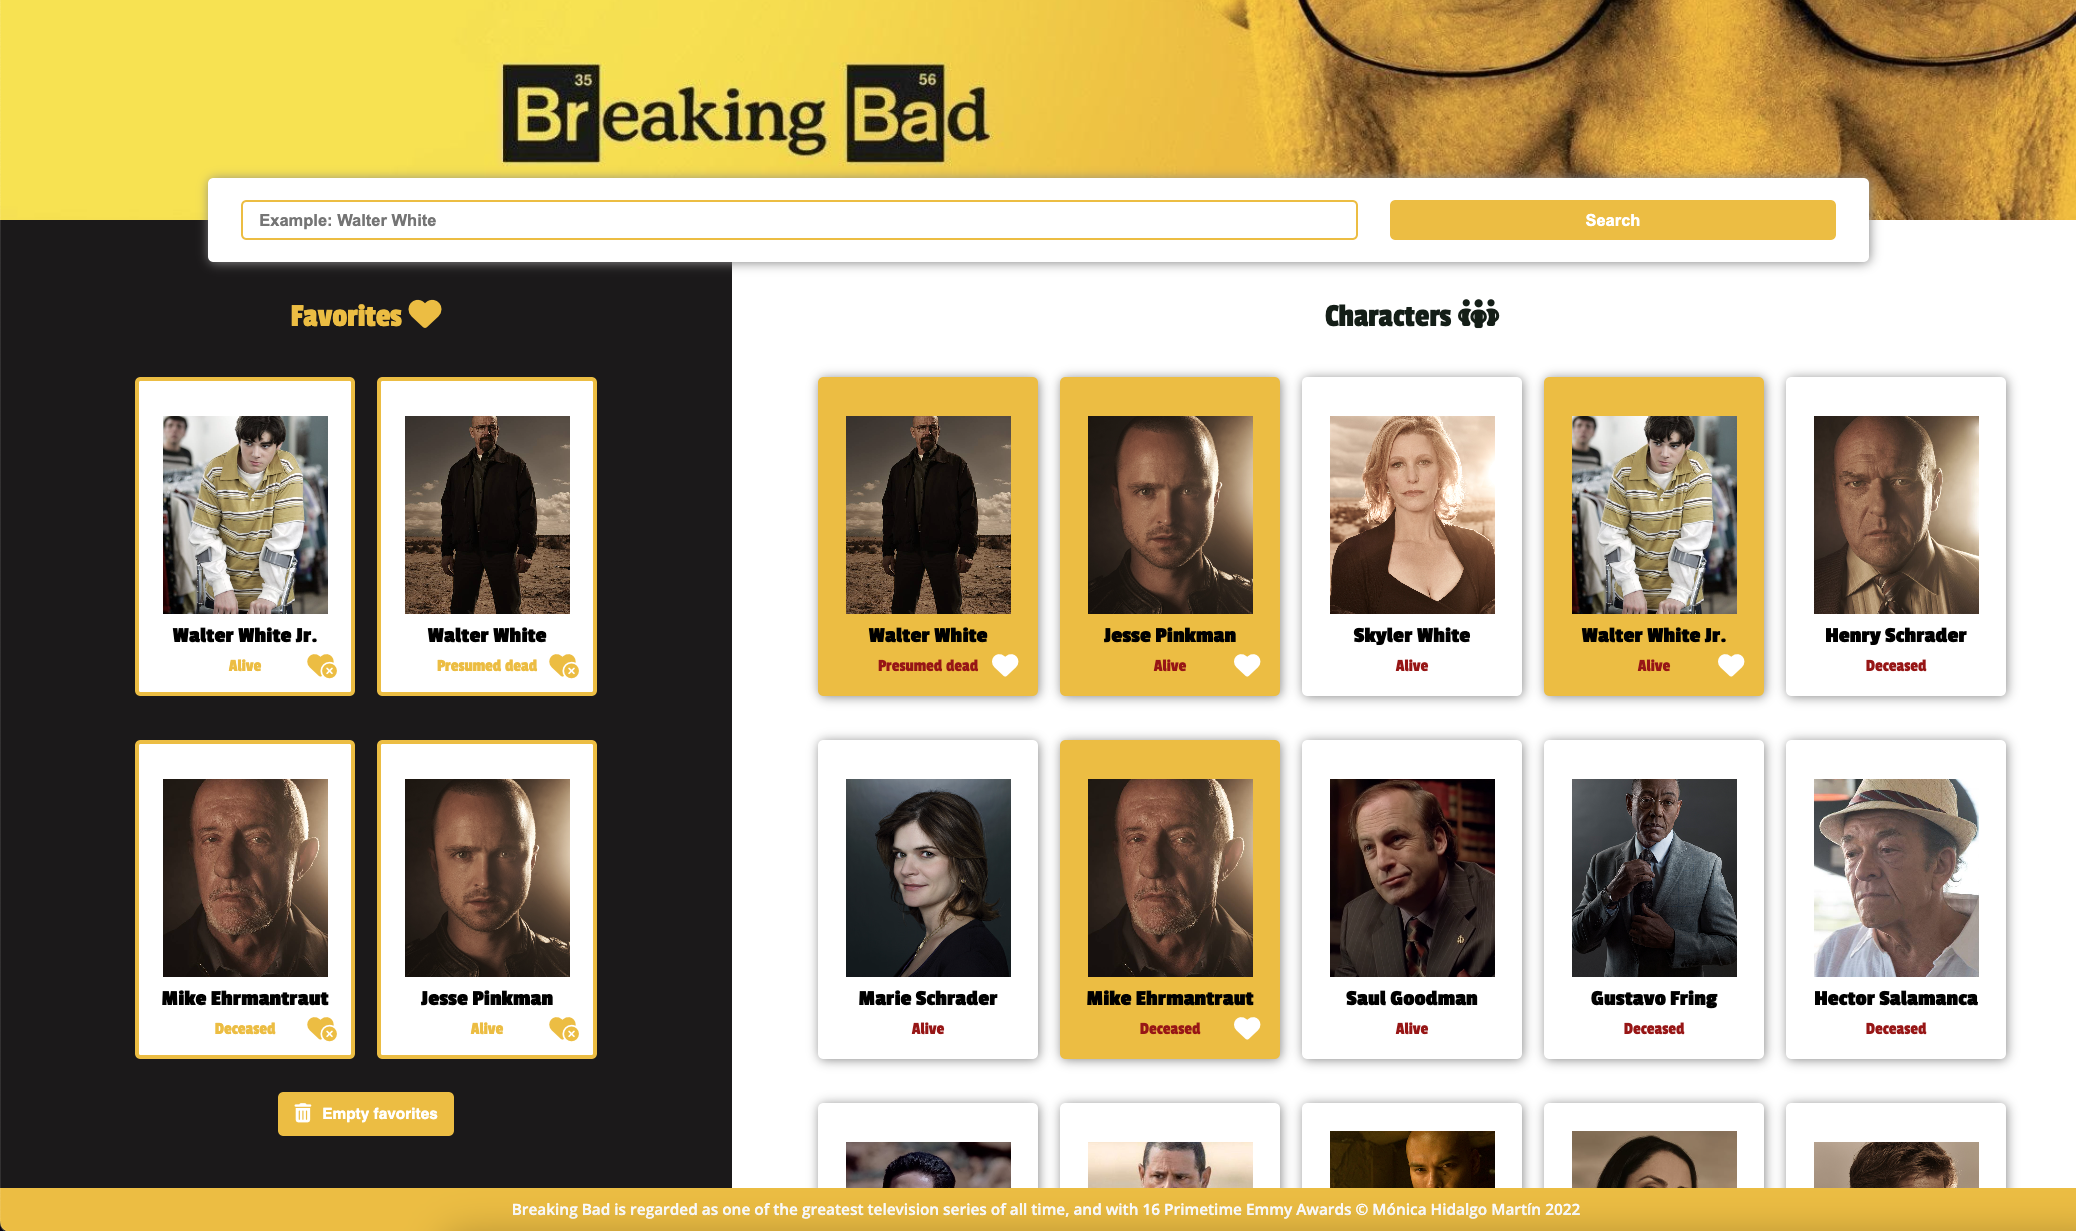 35
56
Breaking Bad
Example: Walter White
Search
Favorites
Walter White Jr.
Alive
Walter White
Presumed dead
Mike Ehrmantraut
Deceased
Jesse Pinkman
Alive
Empty favorites
Characters
Walter White
Presumed dead
Jesse Pinkman
Alive
Skyler White
Alive
Walter White Jr.
Alive
Henry Schrader
Deceased
Marie Schrader
Alive
Mike Ehrmantraut
Deceased
Saul Goodman
Alive
Gustavo Fring
Deceased
Hector Salamanca
Deceased
Breaking Bad is regarded as one of the greatest television series of all time, and with 16 Primetime Emmy Awards © Mónica Hidalgo Martín 2022